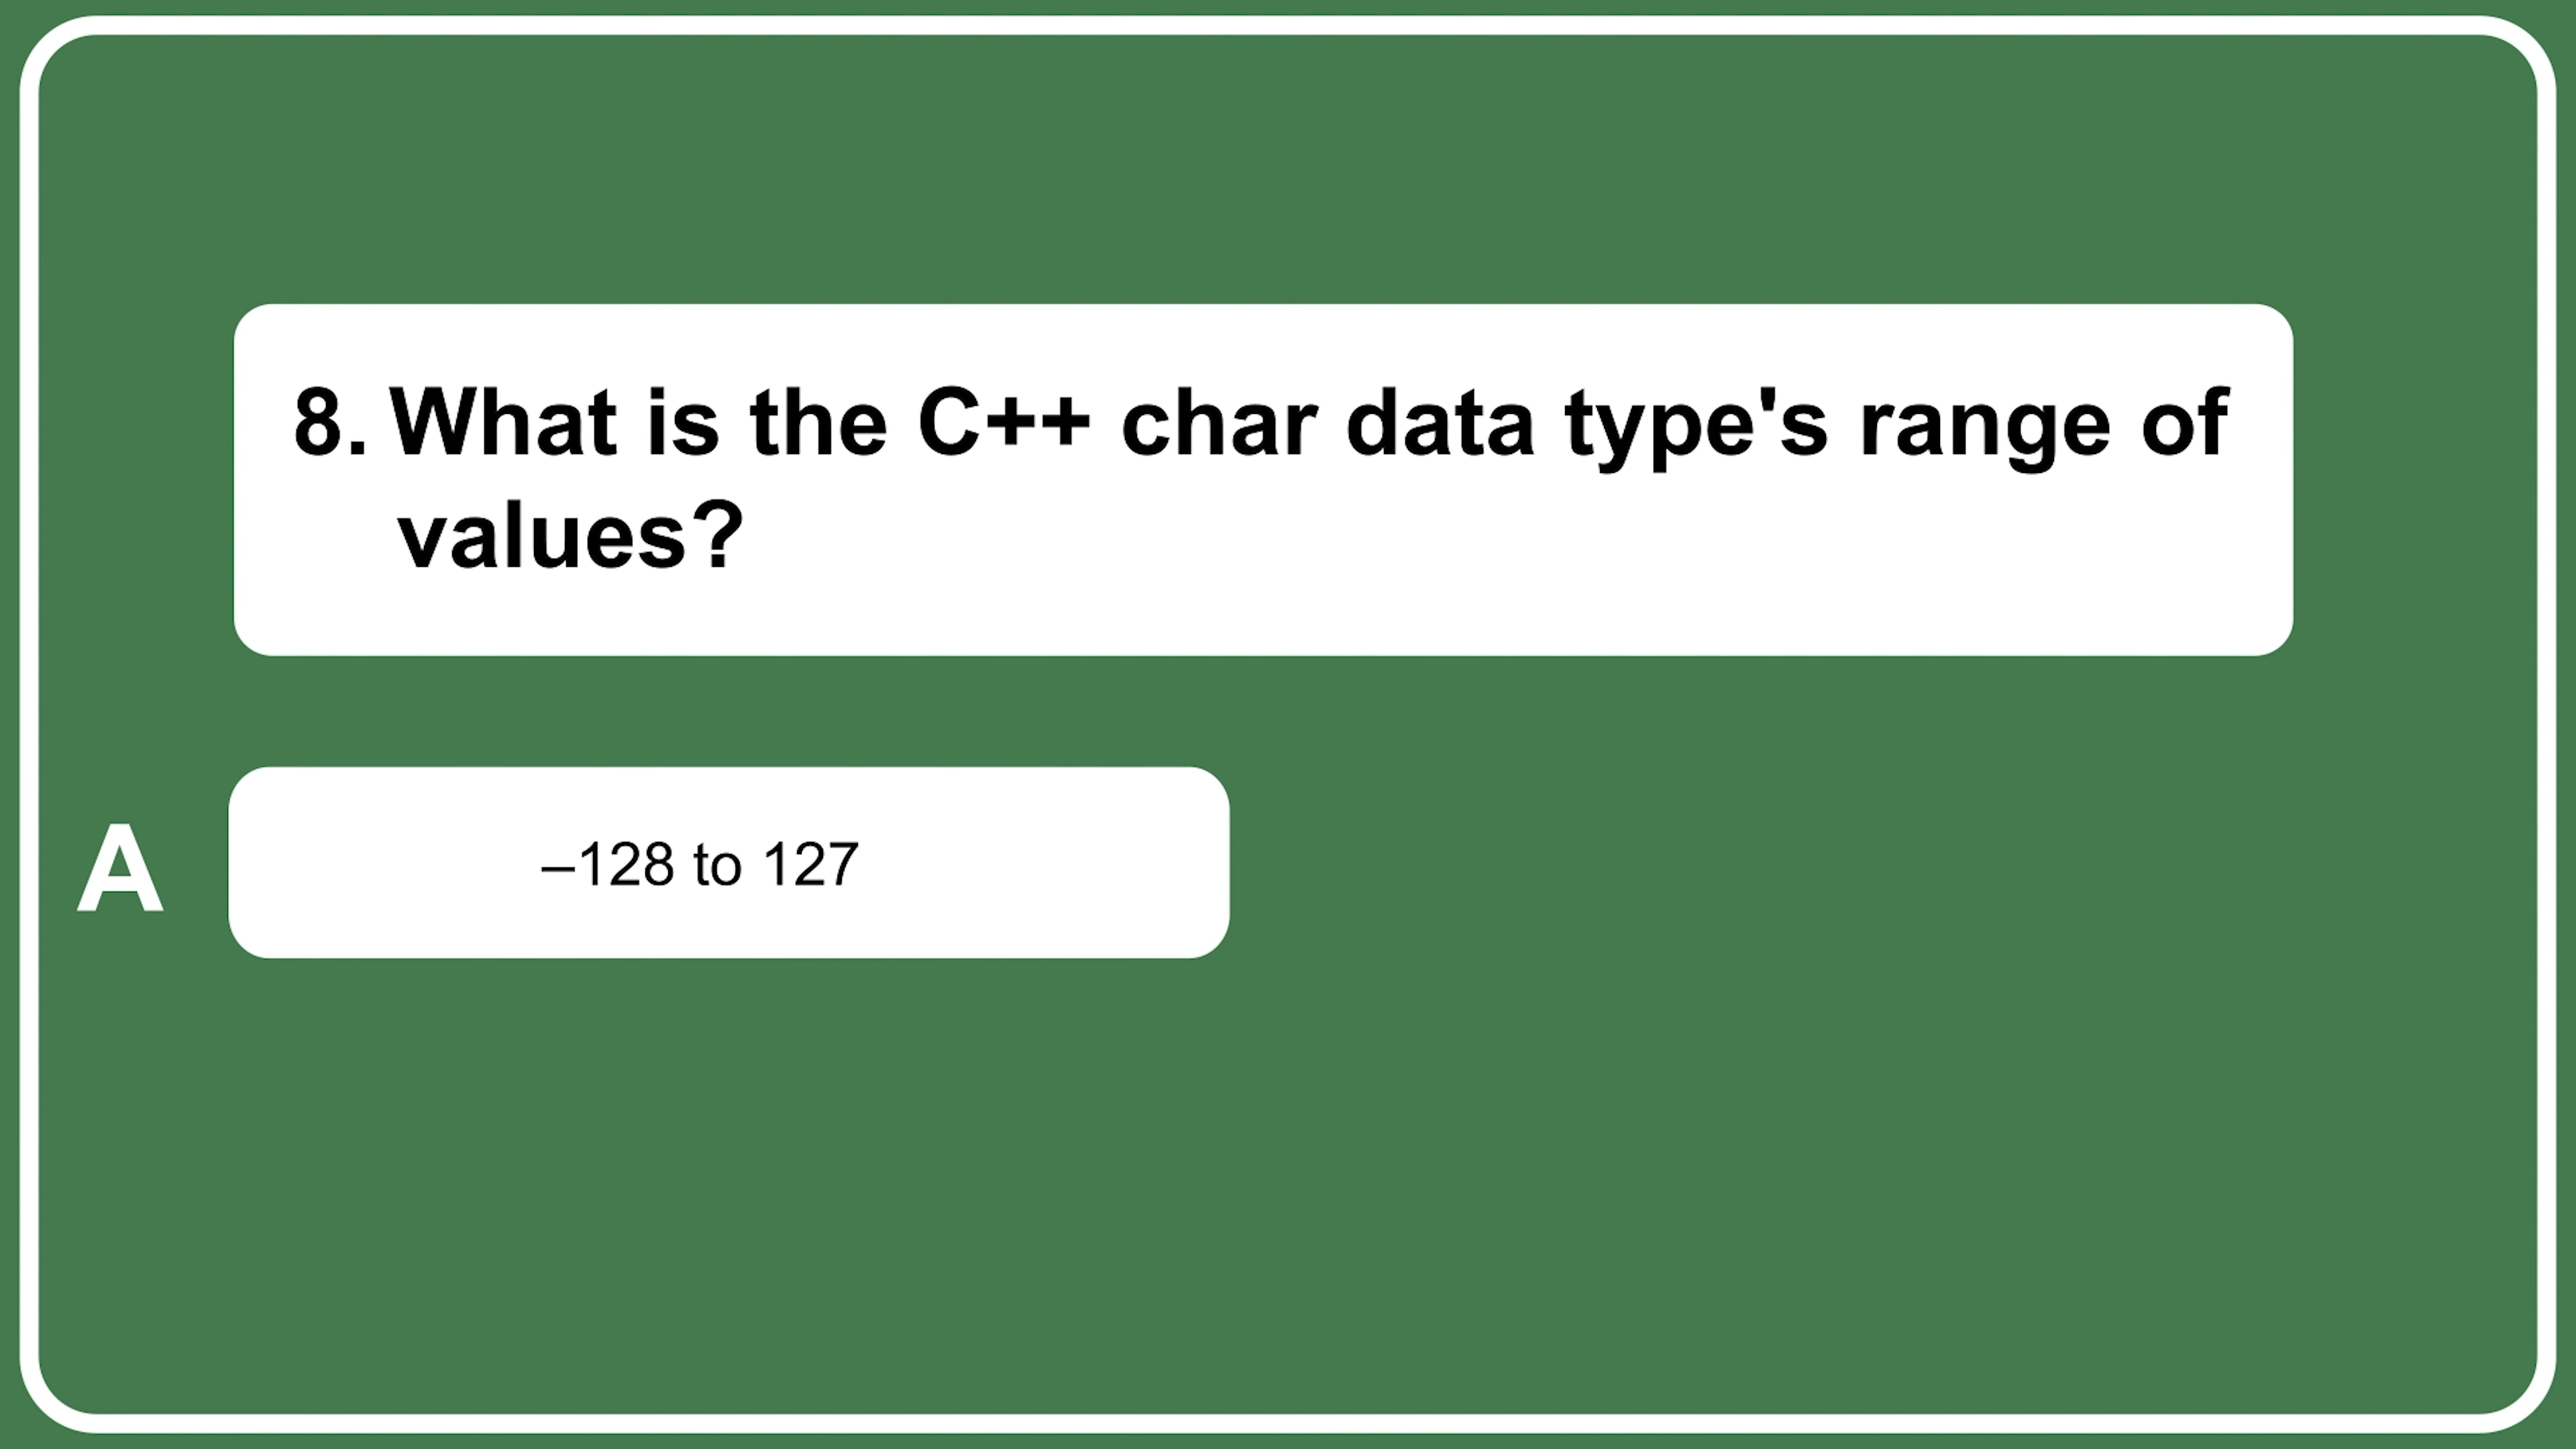 8. What is the C++ char data type's range of
values?
A
–128 to 127